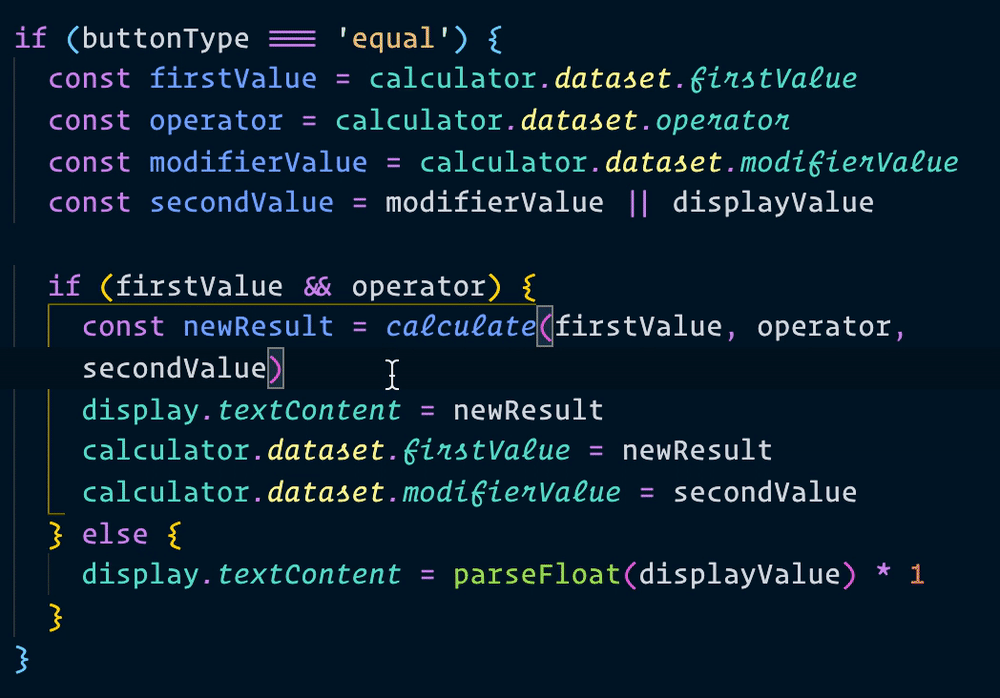 if (buttonType === 'equal') {
  const firstValue = calculator.dataset.firstValue
  const operator = calculator.dataset.operator
  const modifierValue = calculator.dataset.modifierValue
  const secondValue = modifierValue || displayValue

  if (firstValue && operator) {
    const newResult = calculate(firstValue, operator,
    secondValue)
    display.textContent = newResult
    calculator.dataset.firstValue = newResult
    calculator.dataset.modifierValue = secondValue
  } else {
    display.textContent = parseFloat(displayValue) * 1
  }
}